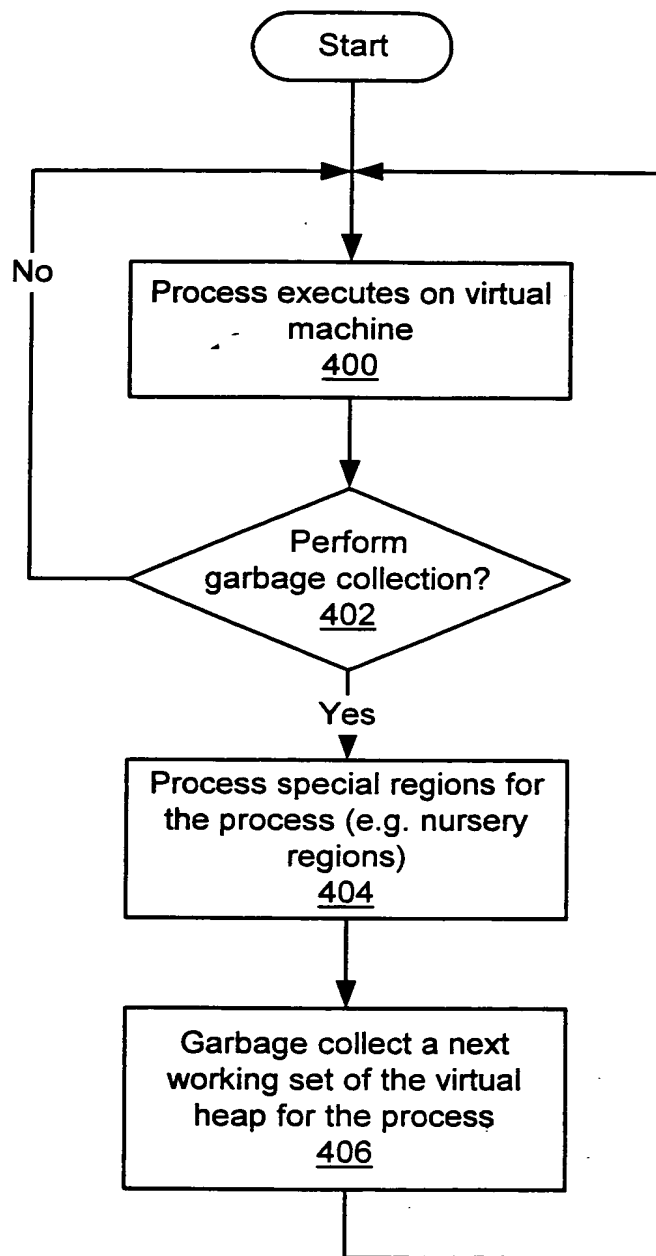 Start
No
Process executes on virtual
machine
400
Perform
garbage collection?
402
Yes
Process special regions for
the process (e.g. nursery
regions)
404
Garbage collect a next
working set of the virtual
heap for the process
406